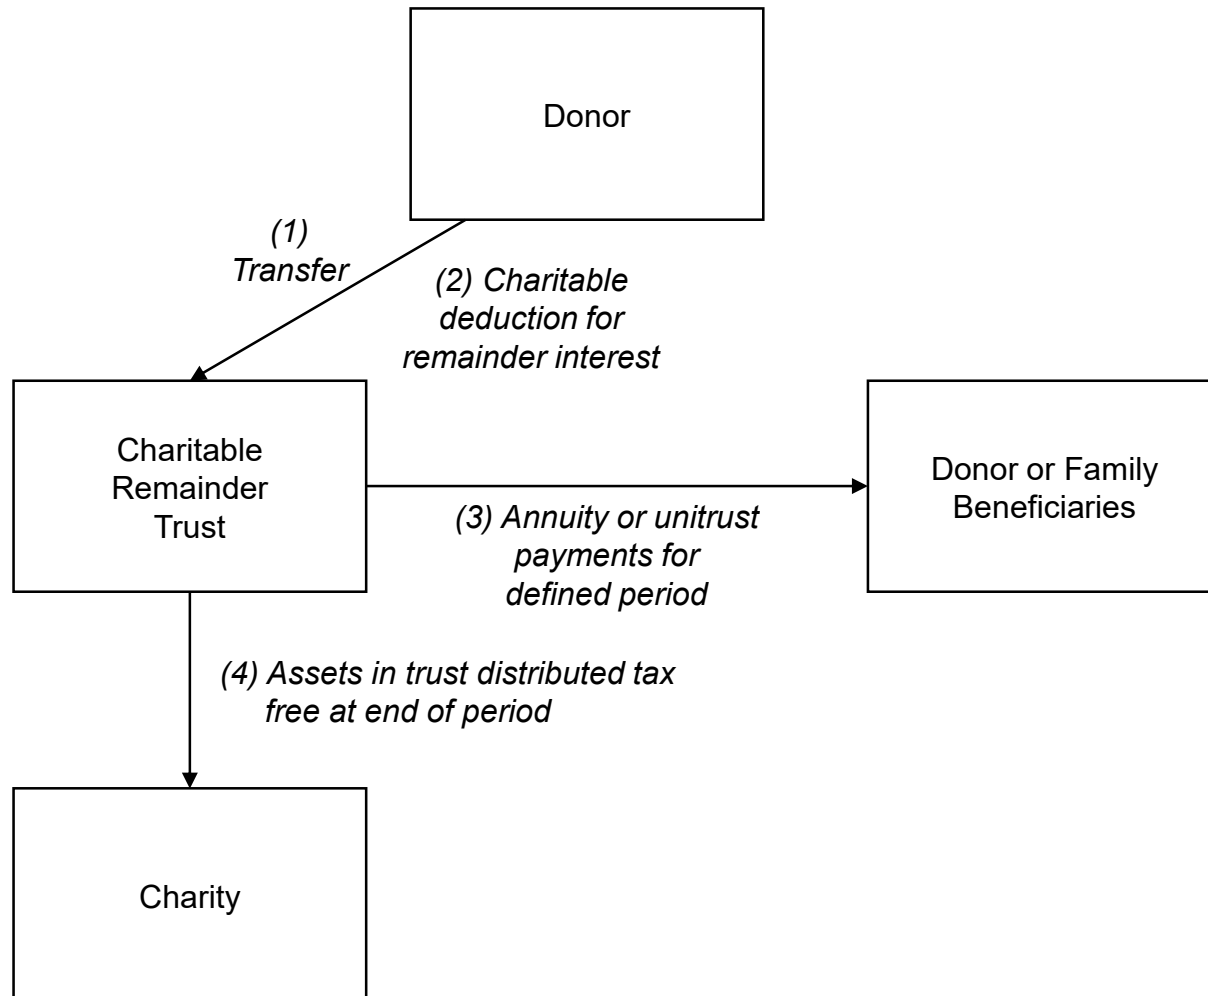 Donor
(1)
Transfer
(2) Charitable
deduction for
remainder interest
Charitable
Remainder
Trust
(3) Annuity or unitrust
payments for
defined period
Donor or Family
Beneficiaries
(4) Assets in trust distributed tax
free at end of period
Charity